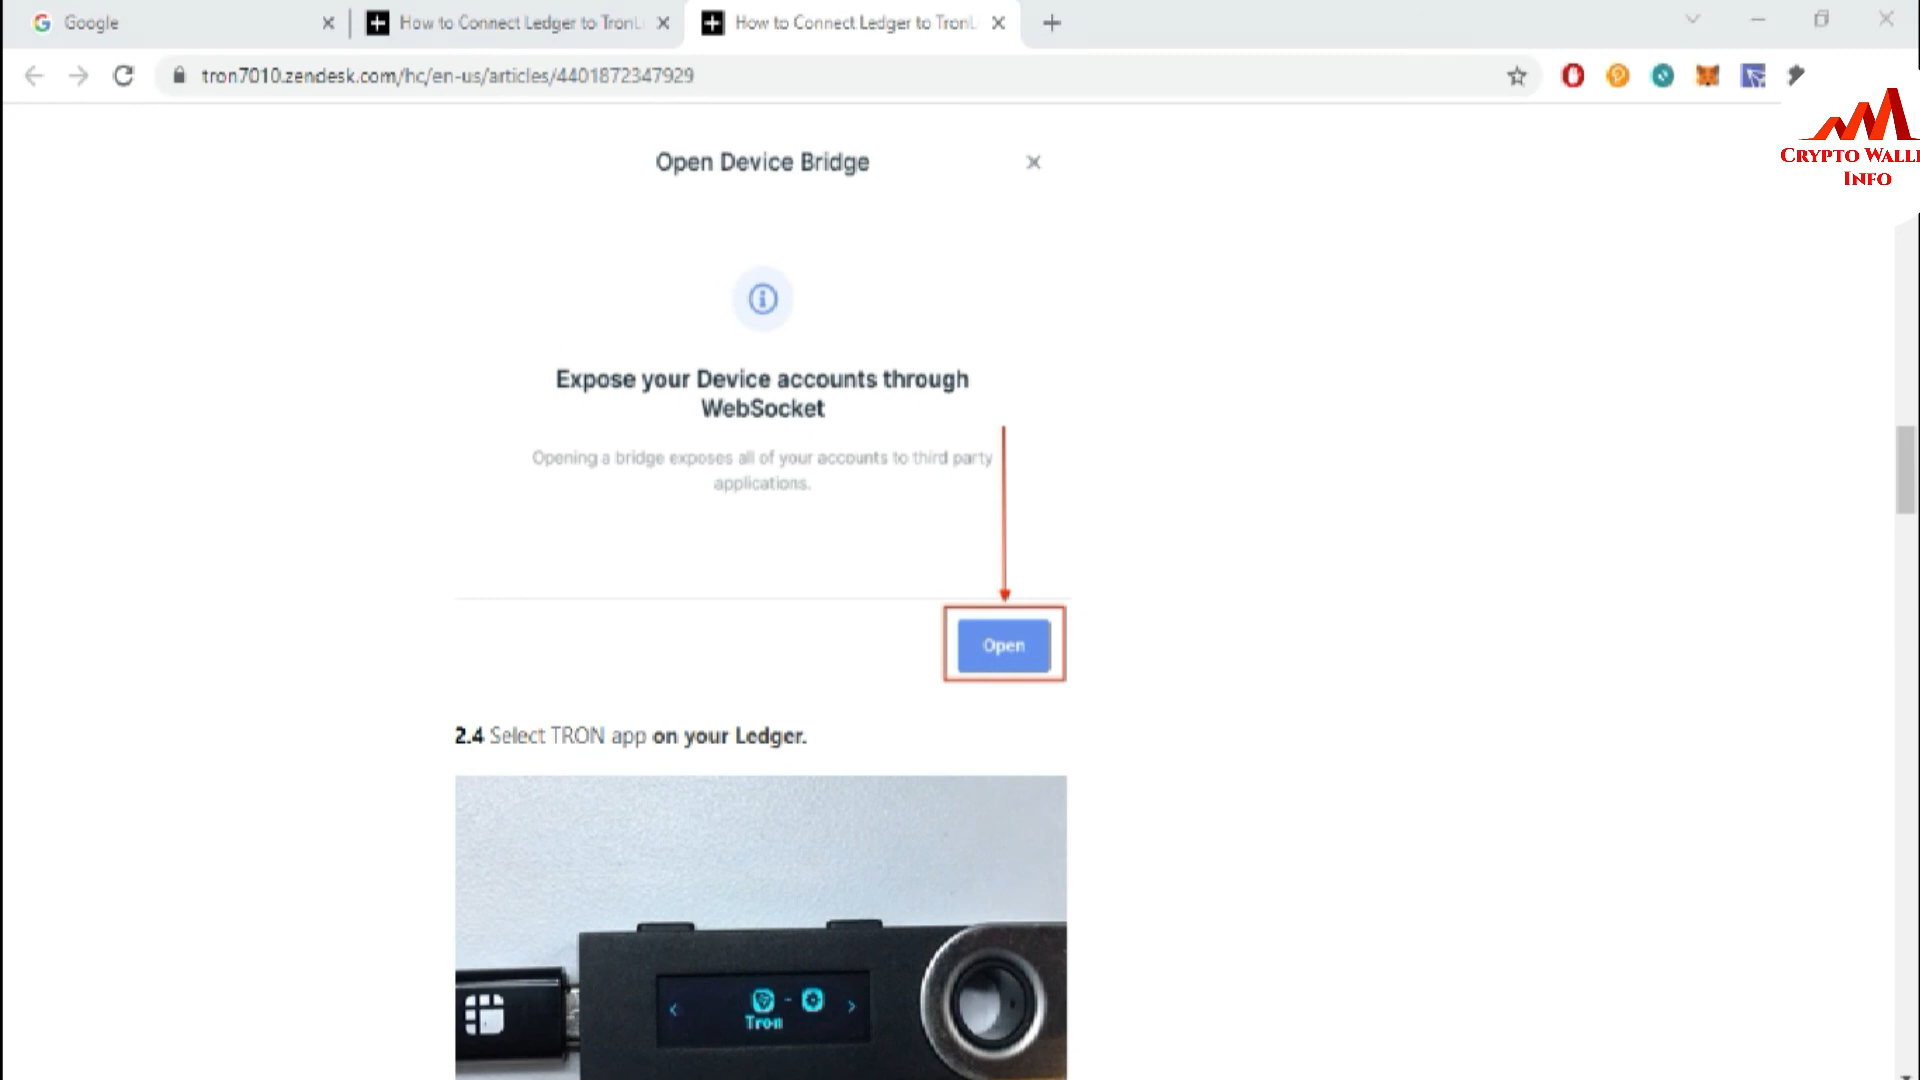 Google
How to Connect Ledger to TronL
How to Connect Ledger to TronL
tron7010.zendesk.com/hc/en-us/articles/4401872347929
CRYPTO WALLE
INFO
Open Device Bridge
Expose your Device accounts through
WebSocket
Opening a bridge exposes all of your accounts to third party
applications.
Open
2.4 Select TRON app on your Ledger.
Tron